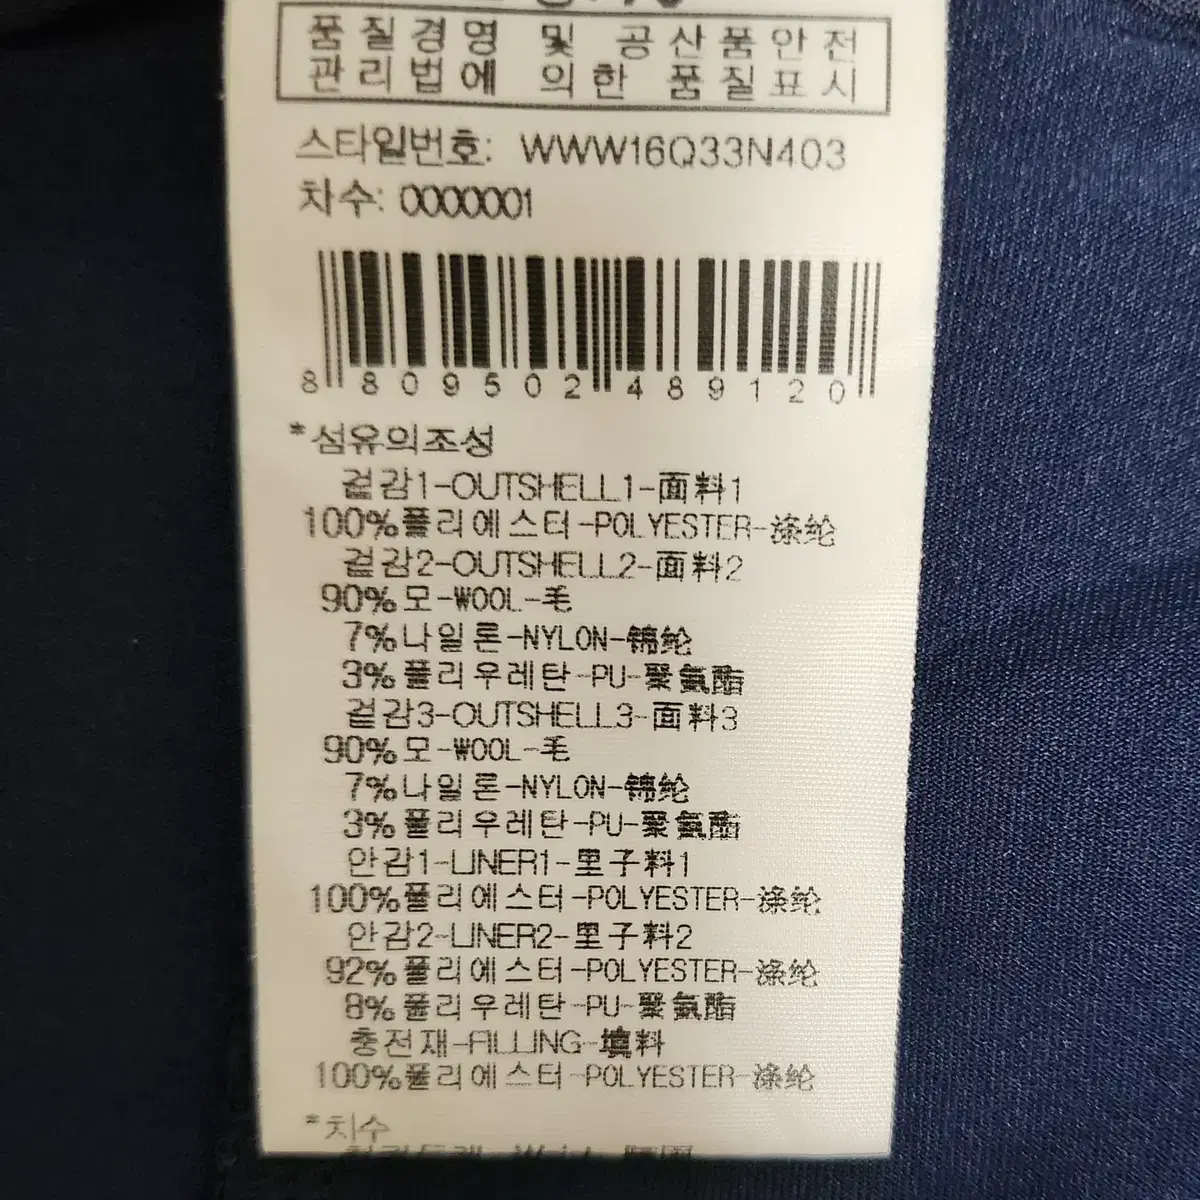 품질경영 및 공산품안전
관리법에 의한 품질표시
스타일번호: WWW16Q33N403
차수: 0000001
8 809502 489120
*섬유의조성
겉감1-OUTSHELL1-面料1
100%폴리에스터-POLYESTER-涤纶
겉감2-OUTSHELL2-面料2
90%모-WOOL-毛
7%나일론-NYLON-锦纶
3%폴리우레탄-PU-聚氨酯
겉감3-OUTSHELL3-面料3
90%모-WOOL-毛
7%나일론-NYLON-锦纶
3%폴리우레탄-PU-聚氨酯
안감1-LINER1-里子料1
100%폴리에스터-POLYESTER-涤纶
안감2-LINER2-里子料2
92%폴리에스터-POLYESTER-涤纶
8%폴리우레탄-PU-聚氨酯
충전재-FILLING-填料
100%폴리에스터-POLYESTER-涤纶
*치수